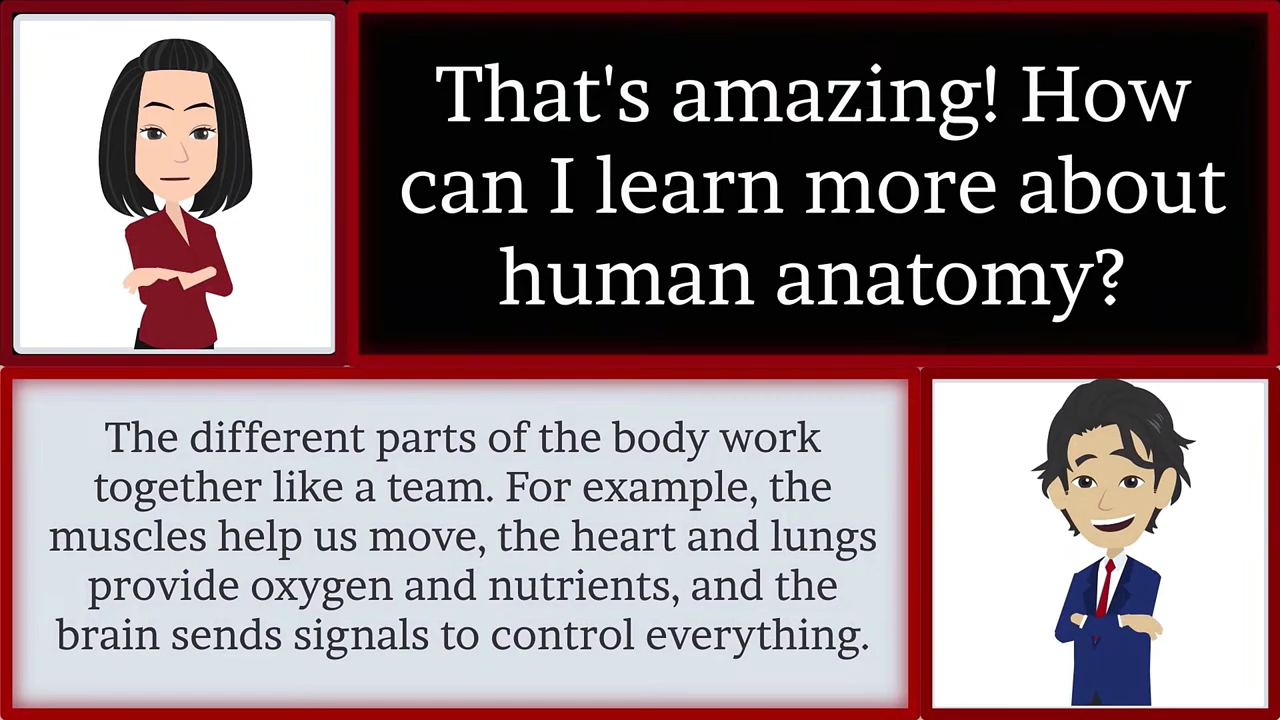 That's amazing! How
can I learn more about
human anatomy?
The different parts of the body work
together like a team. For example, the
muscles help us move, the heart and lungs
provide oxygen and nutrients, and the
brain sends signals to control everything.